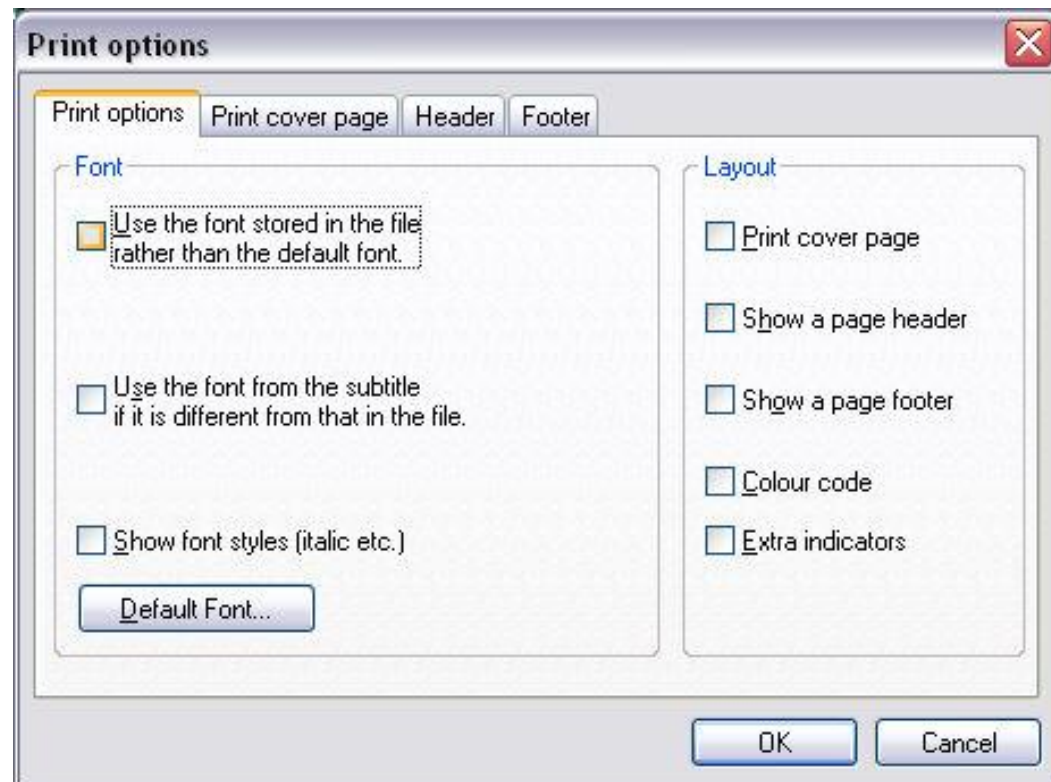 Print options
Print options Print cover page Header Footer
Font
Use the font stored in the file
rather than the default font.
Use the font from the subtitle
if it is different from that in the file.
Show font styles (italic etc.)
Default Font...
Layout
Print cover page
Show a page header
Show a page footer
Colour code
Extra indicators
OK Cancel